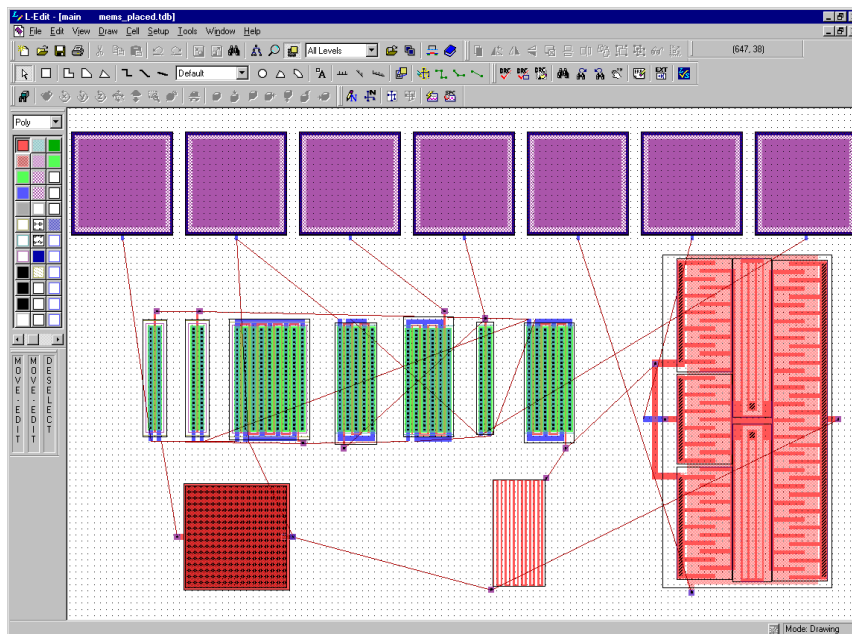 L-Edit - [main    mems_placed.tdb]
File Edit View Draw Cell Setup Tools Window Help
All Levels
(647, 38)
Default
Poly
MOVE-EDIT
MOVE-EDIT
DESELECT
Mode: Drawing